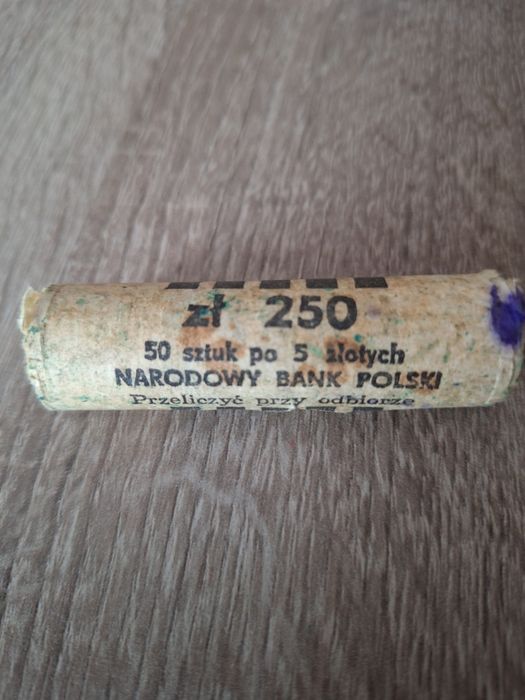 zł 250
50 sztuk po 5 złotych
NARODOWY BANK POLSKI
Przeliczyć przy odbiorze